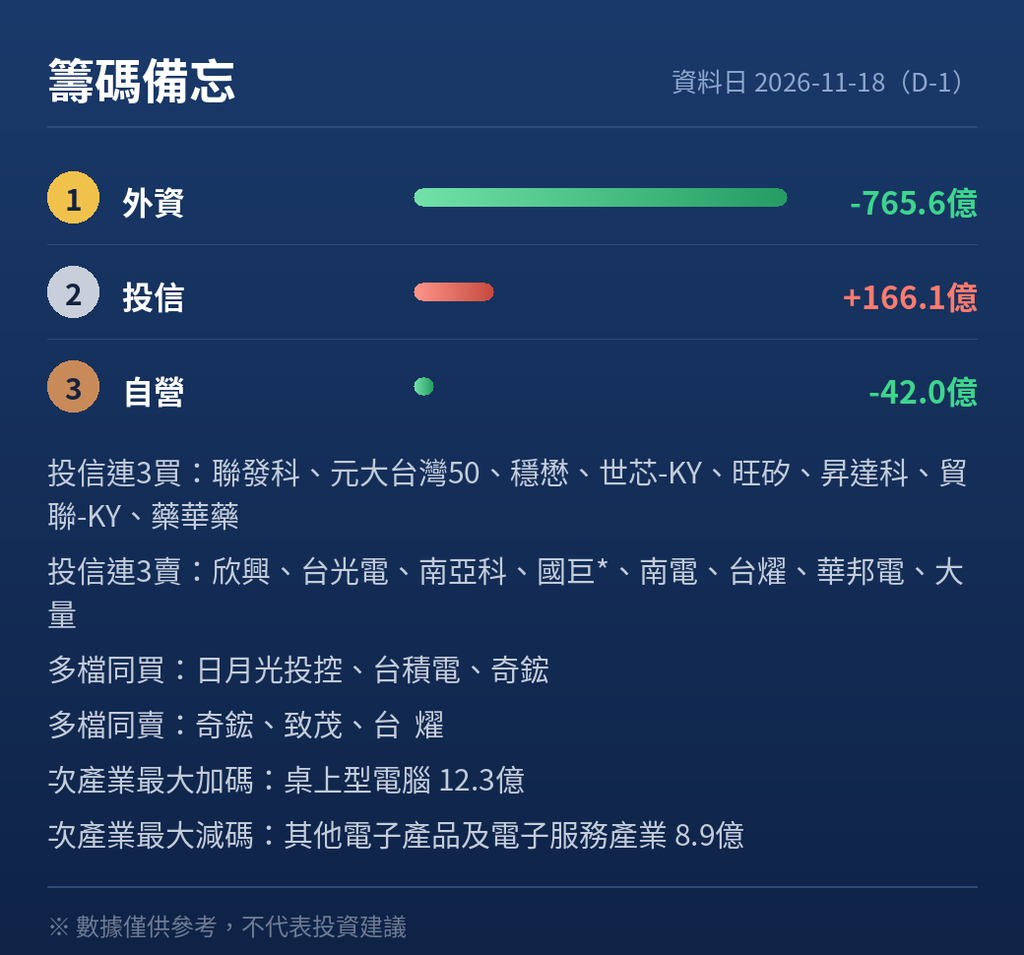 籌碼備忘
資料日 2026-11-18（D-1）
1 外資 -765.6億
2 投信 +166.1億
3 自營 -42.0億
投信連3買：聯發科、元大台灣50、穩懋、世芯-KY、旺矽、昇達科、貿
聯-KY、藥華藥
投信連3賣：欣興、台光電、南亞科、國巨*、南電、台燿、華邦電、大
量
多檔同買：日月光投控、台積電、奇鋐
多檔同賣：奇鋐、致茂、台 燿
次產業最大加碼：桌上型電腦 12.3億
次產業最大減碼：其他電子產品及電子服務產業 8.9億
※ 數據僅供參考，不代表投資建議